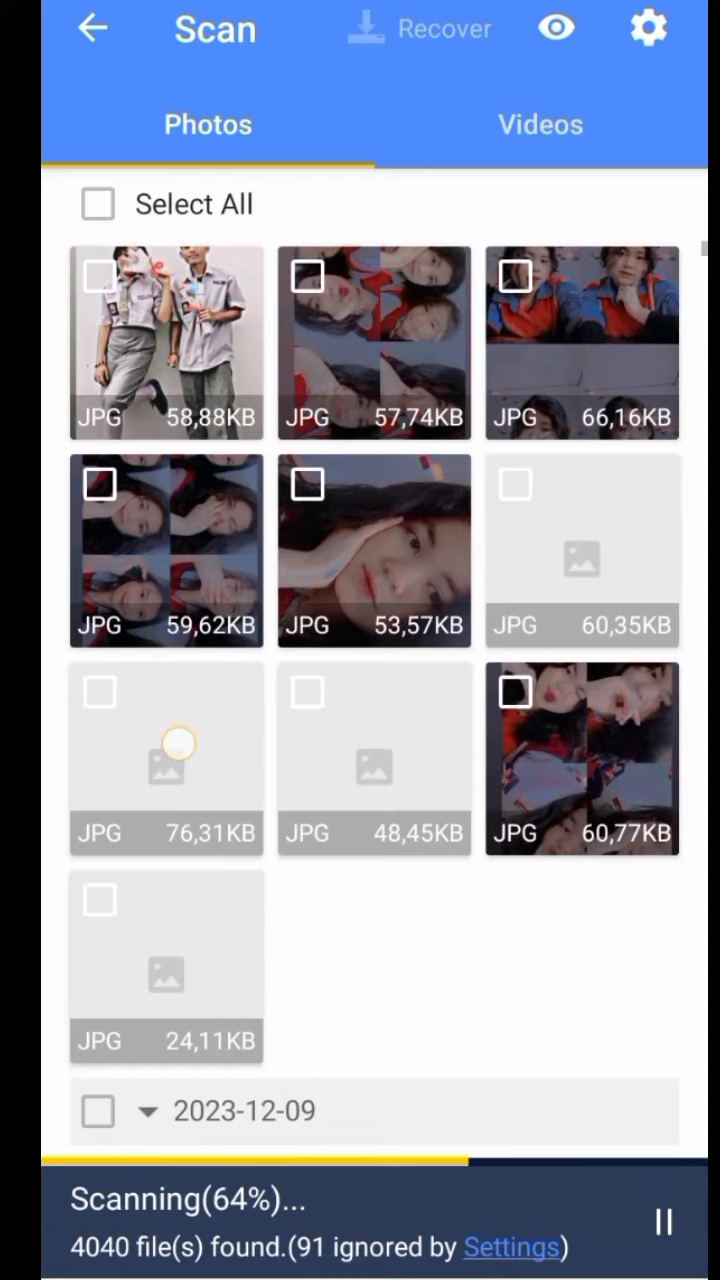 Scan Recover
Photos Videos
Select All
JPG 58,88KB JPG 57,74KB JPG 66,16KB
JPG 59,62KB JPG 53,57KB JPG 60,35KB
JPG 76,31KB JPG 48,45KB JPG 60,77KB
JPG 24,11KB
2023-12-09
Scanning(64%)...
4040 file(s) found.(91 ignored by Settings)